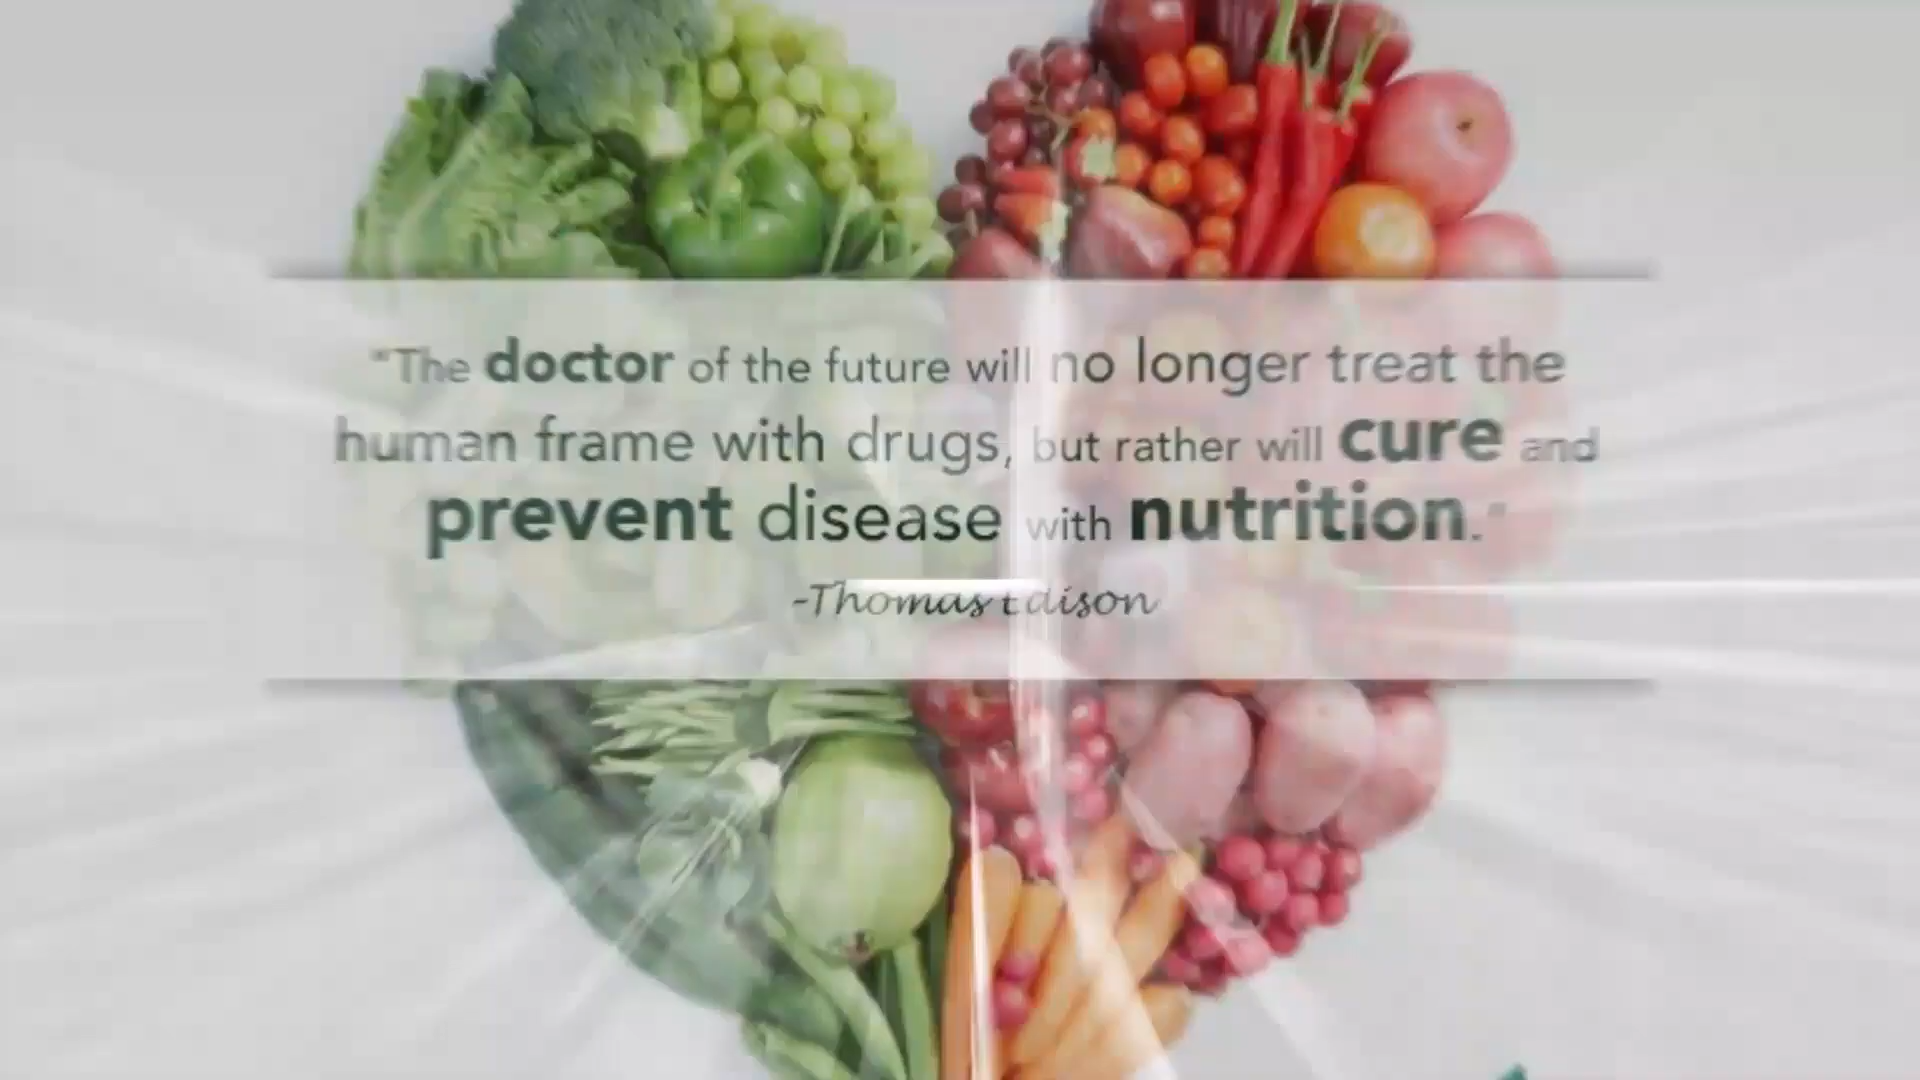 "The doctor of the future will no longer treat the
human frame with drugs, but rather will cure and
prevent disease with nutrition."
-Thomas Edison